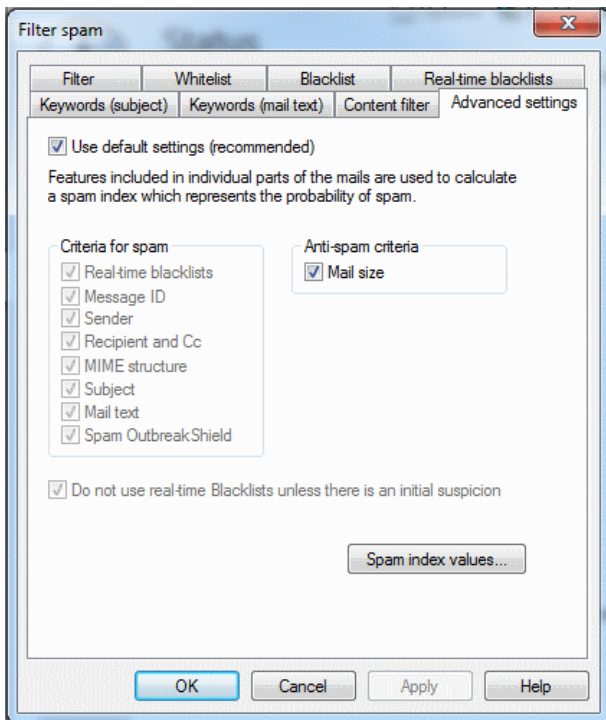 Filter spam
Status
Filter
Whitelist
Blacklist
Real-time blacklists
Keywords (subject)
Keywords (mail text)
Content filter
Advanced settings
Use default settings (recommended)
Features included in individual parts of the mails are used to calculate
a spam index which represents the probability of spam.
Criteria for spam
Real-time blacklists
Message ID
Sender
Recipient and Cc
MIME structure
Subject
Mail text
Spam OutbreakShield
Anti-spam criteria
Mail size
Do not use real-time Blacklists unless there is an initial suspicion
Spam index values...
OK
Cancel
Apply
Help